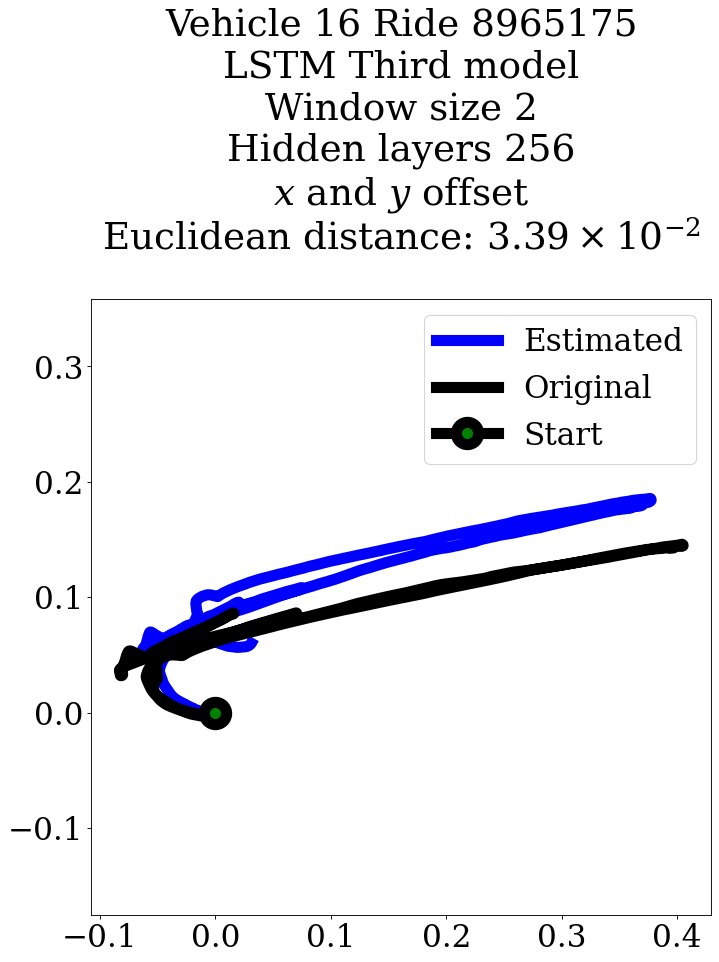 Vehicle 16 Ride 8965175
LSTM Third model
Window size 2
Hidden layers 256
x and y offset
Euclidean distance: 3.39 × 10⁻²
Estimated
Original
Start
0.3
0.2
0.1
0.0
−0.1
−0.1 0.0 0.1 0.2 0.3 0.4